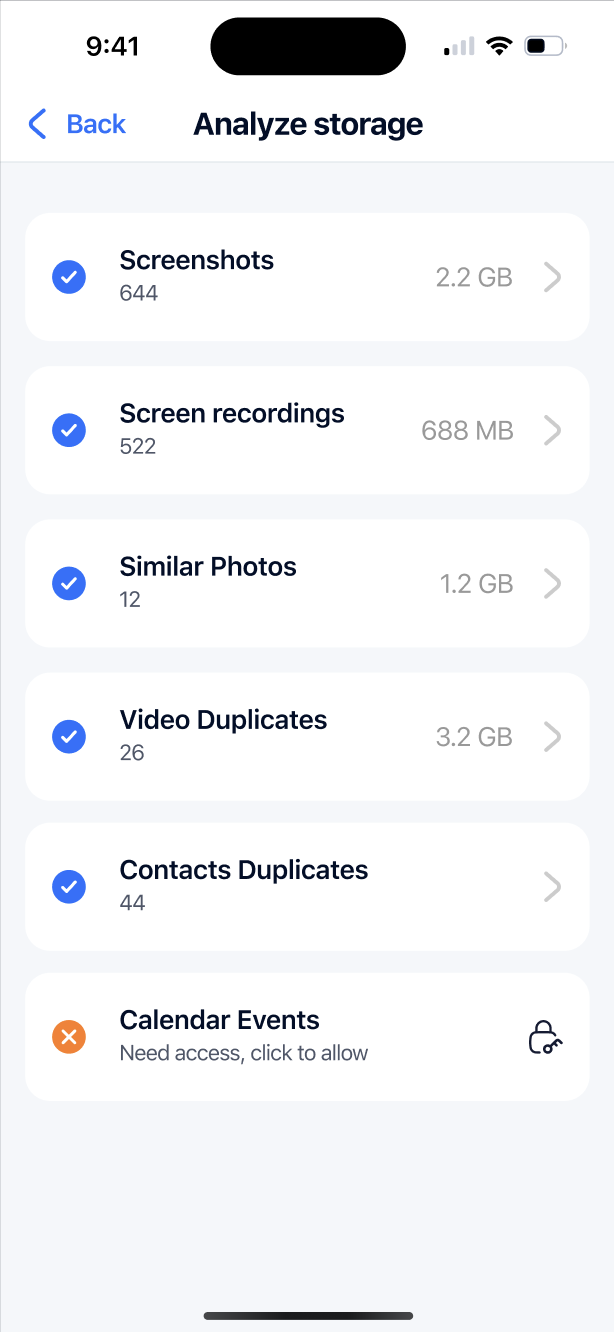 9:41
Back
Analyze storage
Screenshots
644
2.2 GB
Screen recordings
522
688 MB
Similar Photos
12
1.2 GB
Video Duplicates
26
3.2 GB
Contacts Duplicates
44
Calendar Events
Need access, click to allow